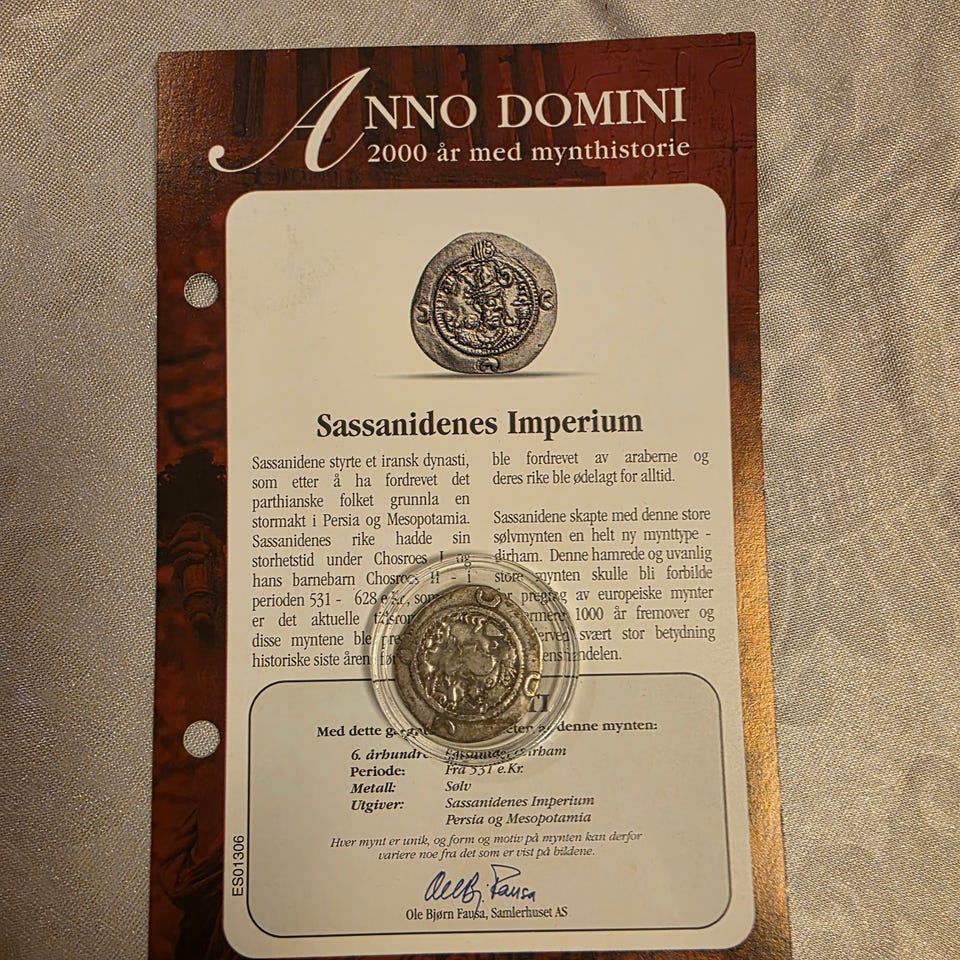 ANNO DOMINI
2000 år med mynthistorie
Sassanidenes Imperium
Sassanidene styrte et iransk dynasti,
som etter å ha fordrevet det
parthianske folket grunnla en
stormakt i Persia og Mesopotamia.
Sassanidenes rike hadde sin
storhetstid under Chosroes I og
hans barnebarn Chosroes II - i
perioden 531 - 628 e.Kr., som
er det aktuelle
disse myntene ble
historiske siste åren før
ble fordrevet av araberne og
deres rike ble ødelagt for alltid.
Sassanidene skapte med denne store
sølvmynten en helt ny mynttype -
dirham. Denne hamrede og uvanlig
store mynten skulle bli forbilde
for preging av europeiske mynter
nærmere 1000 år fremover og
svært stor betydning
Med dette denne mynten:
6. århundre
Periode: Fra 531 e.Kr.
Metall: Sølv
Utgiver: Sassanidenes Imperium
Persia og Mesopotamia
Hver mynt er unik, og form og motiv på mynten kan derfor
variere noe fra det som er vist på bildene.
Ole Bjørn Fausa, Samlerhuset AS
ES01306